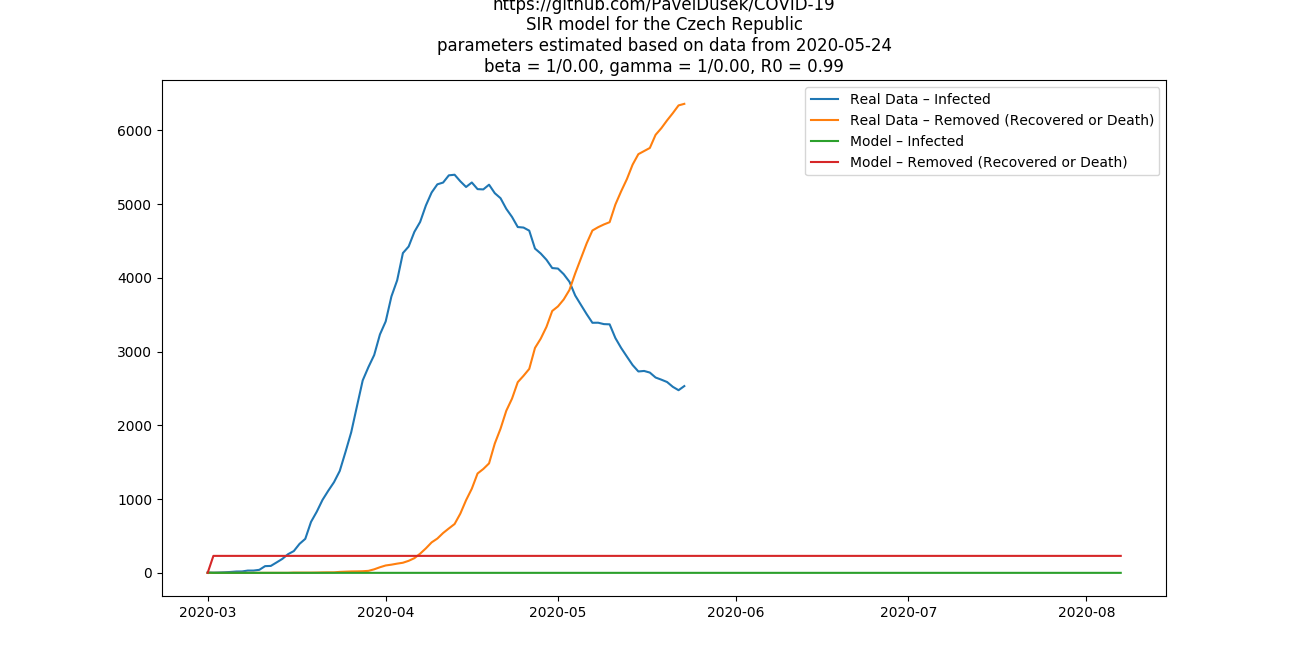 https://github.com/PavelDusek/COVID-19
SIR model for the Czech Republic
parameters estimated based on data from 2020-05-24
beta = 1/0.00, gamma = 1/0.00, R0 = 0.99
Real Data – Infected
Real Data – Removed (Recovered or Death)
Model – Infected
Model – Removed (Recovered or Death)
6000
5000
4000
3000
2000
1000
0
2020-03 2020-04 2020-05 2020-06 2020-07 2020-08